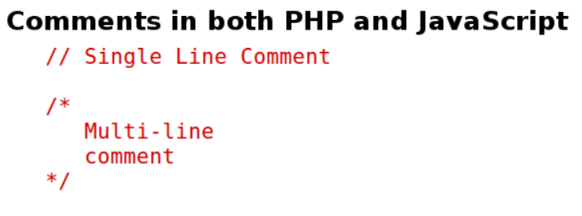 Comments in both PHP and JavaScript
// Single Line Comment
/*
Multi-line
comment
*/